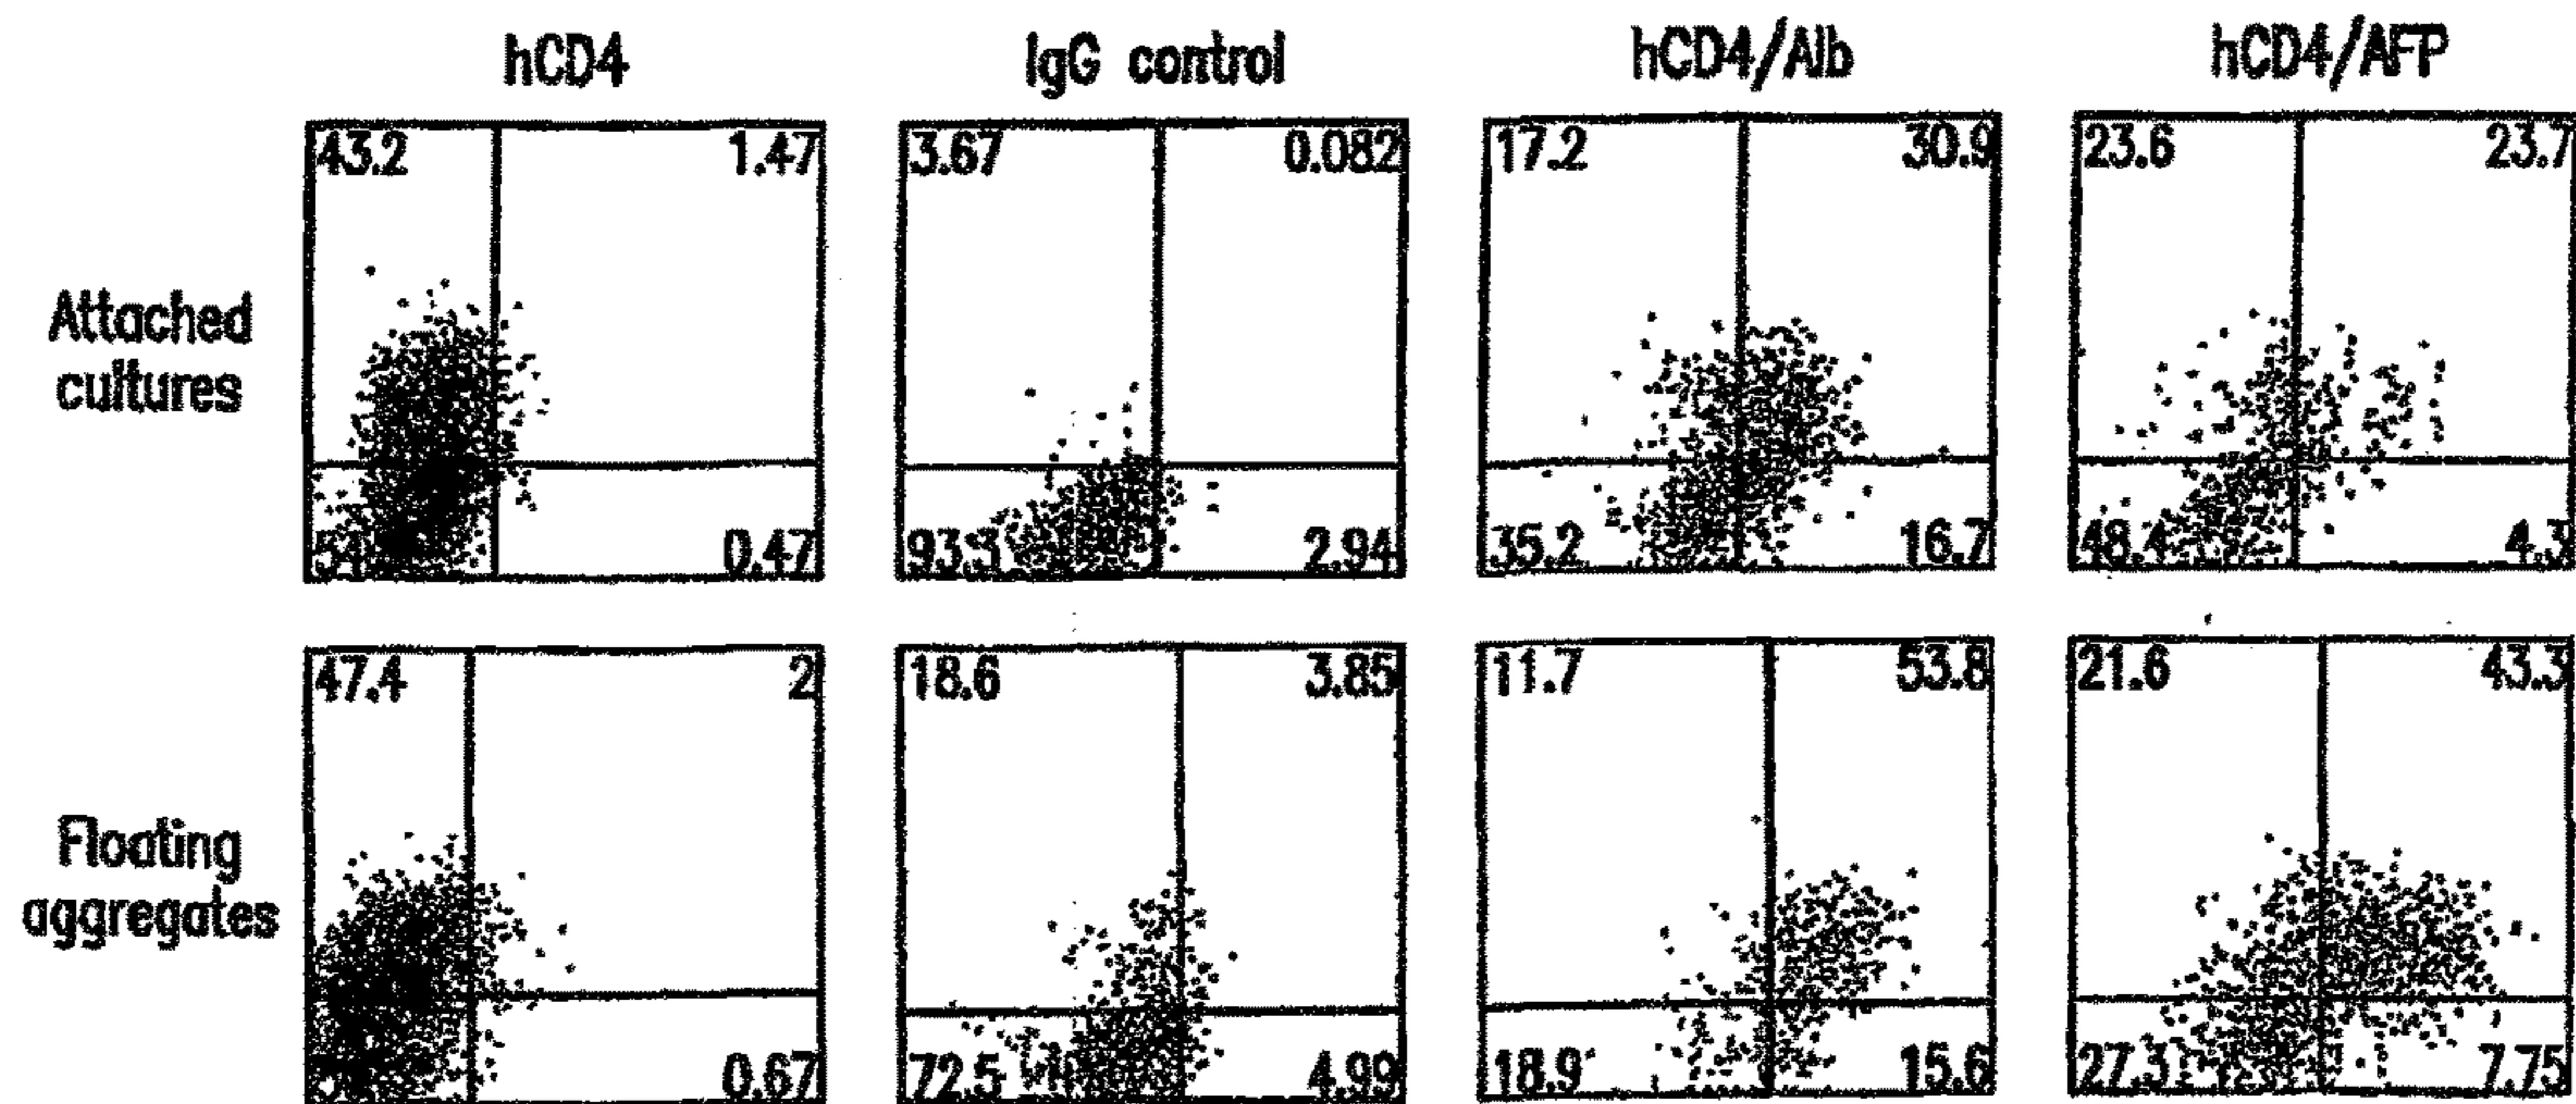 hCD4 IgG control hCD4/Alb hCD4/AFP
43.2 1.47 3.67 0.082 17.2 30.9 23.6 23.7
Attached
cultures
0.47 93.3 2.94 35.2 16.7 48.4 4.3
47.4 2 18.6 3.85 11.7 53.8 21.6 43.3
Floating
aggregates
0.67 72.5 4.99 18.9 15.6 27.3 7.75